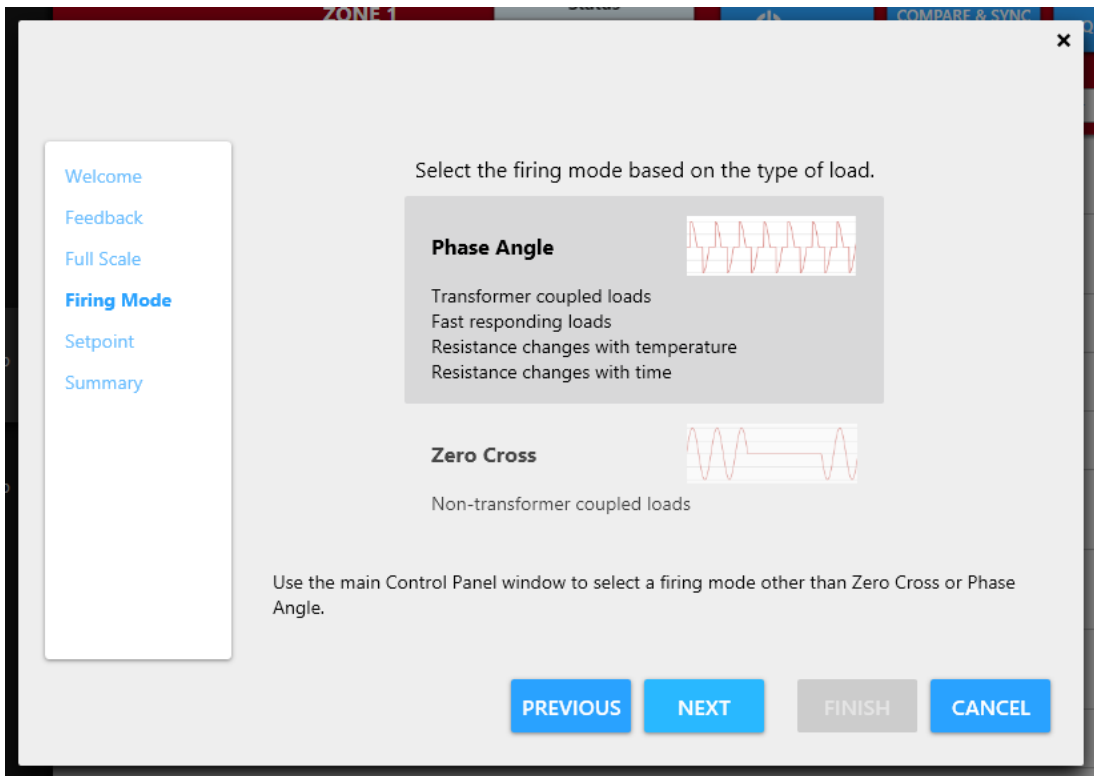 ZONE 1
Status
COMPARE & SYNC
Welcome
Feedback
Full Scale
Firing Mode
Setpoint
Summary
Select the firing mode based on the type of load.
Phase Angle
Transformer coupled loads
Fast responding loads
Resistance changes with temperature
Resistance changes with time
Zero Cross
Non-transformer coupled loads
Use the main Control Panel window to select a firing mode other than Zero Cross or Phase
Angle.
PREVIOUS
NEXT
FINISH
CANCEL